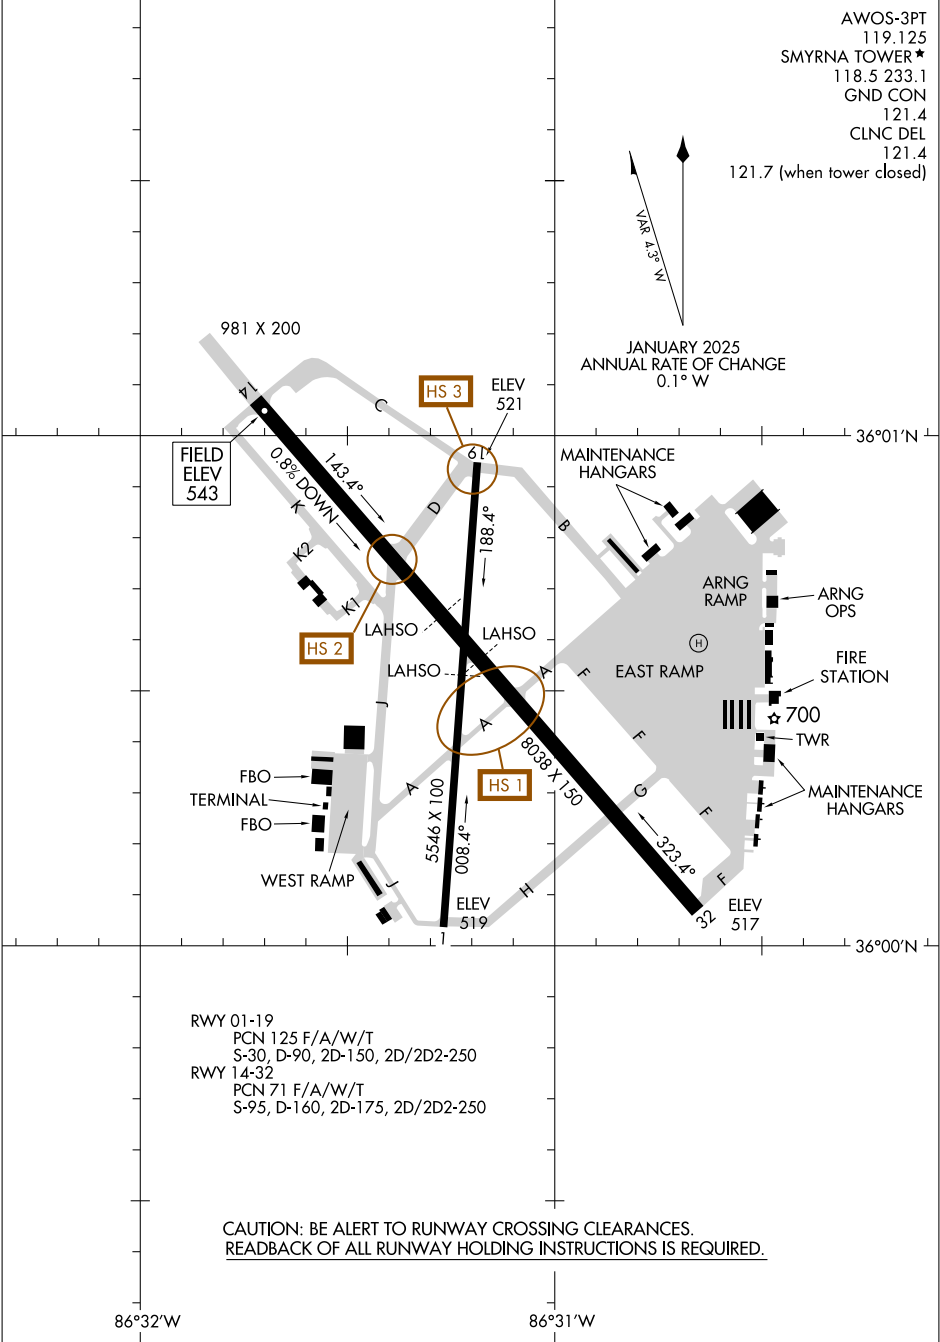 AWOS-3PT
119.125
SMYRNA TOWER★
118.5 233.1
GND CON
121.4
CLNC DEL
121.4
121.7 (when tower closed)
VAR 4.3° W
JANUARY 2025
ANNUAL RATE OF CHANGE
0.1° W
981 X 200
14
C
HS 3
ELEV
521
36°01'N
FIELD
ELEV
543
0.8% DOWN
143.4°
19
MAINTENANCE
HANGARS
K
D
188.4°
B
K2
K1
ARNG
RAMP
ARNG
OPS
HS 2
LAHSO
LAHSO
LAHSO
H
A
F
EAST RAMP
FIRE
STATION
J
A
F
700
TWR
8038 X 150
FBO
TERMINAL
FBO
A
HS 1
G
F
MAINTENANCE
HANGARS
5546 X 100
008.4°
323.4°
WEST RAMP
J
H
F
ELEV
519
32
ELEV
517
1
36°00'N
RWY 01-19
PCN 125 F/A/W/T
S-30, D-90, 2D-150, 2D/2D2-250
RWY 14-32
PCN 71 F/A/W/T
S-95, D-160, 2D-175, 2D/2D2-250
CAUTION: BE ALERT TO RUNWAY CROSSING CLEARANCES.
READBACK OF ALL RUNWAY HOLDING INSTRUCTIONS IS REQUIRED.
86°32'W
86°31'W